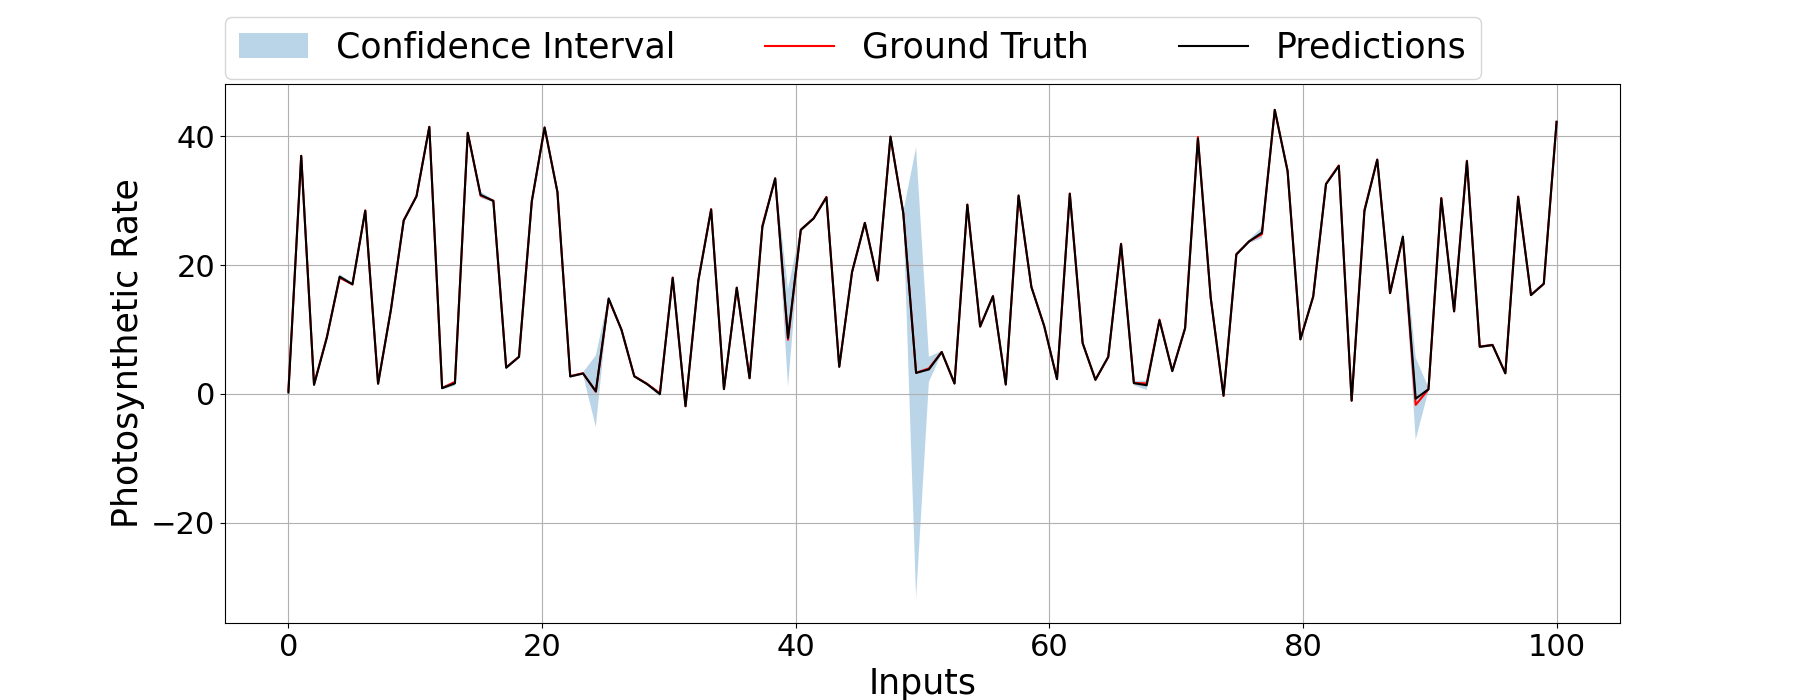 Confidence Interval Ground Truth Predictions
Photosynthetic Rate
40
20
0
−20
0 20 40 60 80 100
Inputs